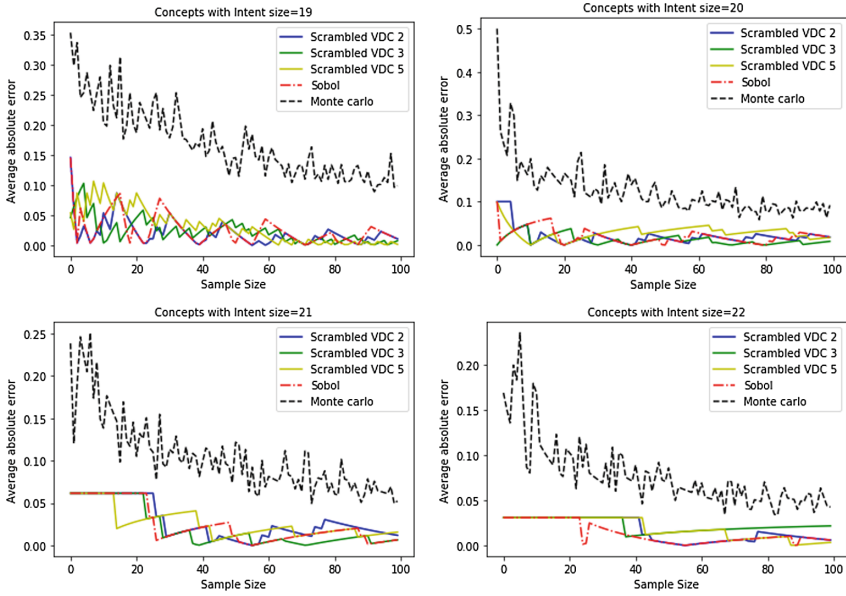 Concepts with Intent size=19
Average absolute error
0.35
0.30
0.25
0.20
0.15
0.10
0.05
0.00
Scrambled VDC 2
Scrambled VDC 3
Scrambled VDC 5
Sobol
Monte carlo
0
20
40
60
80
100
Sample Size
Concepts with Intent size=20
Average absolute error
0.5
0.4
0.3
0.2
0.1
0.0
Scrambled VDC 2
Scrambled VDC 3
Scrambled VDC 5
Sobol
Monte carlo
0
20
40
60
80
100
Sample Size
Concepts with Intent size=21
Average absolute error
0.25
0.20
0.15
0.10
0.05
0.00
Scrambled VDC 2
Scrambled VDC 3
Scrambled VDC 5
Sobol
Monte carlo
0
20
40
60
80
100
Sample Size
Concepts with Intent size=22
Average absolute error
0.20
0.15
0.10
0.05
0.00
Scrambled VDC 2
Scrambled VDC 3
Scrambled VDC 5
Sobol
Monte carlo
0
20
40
60
80
100
Sample Size